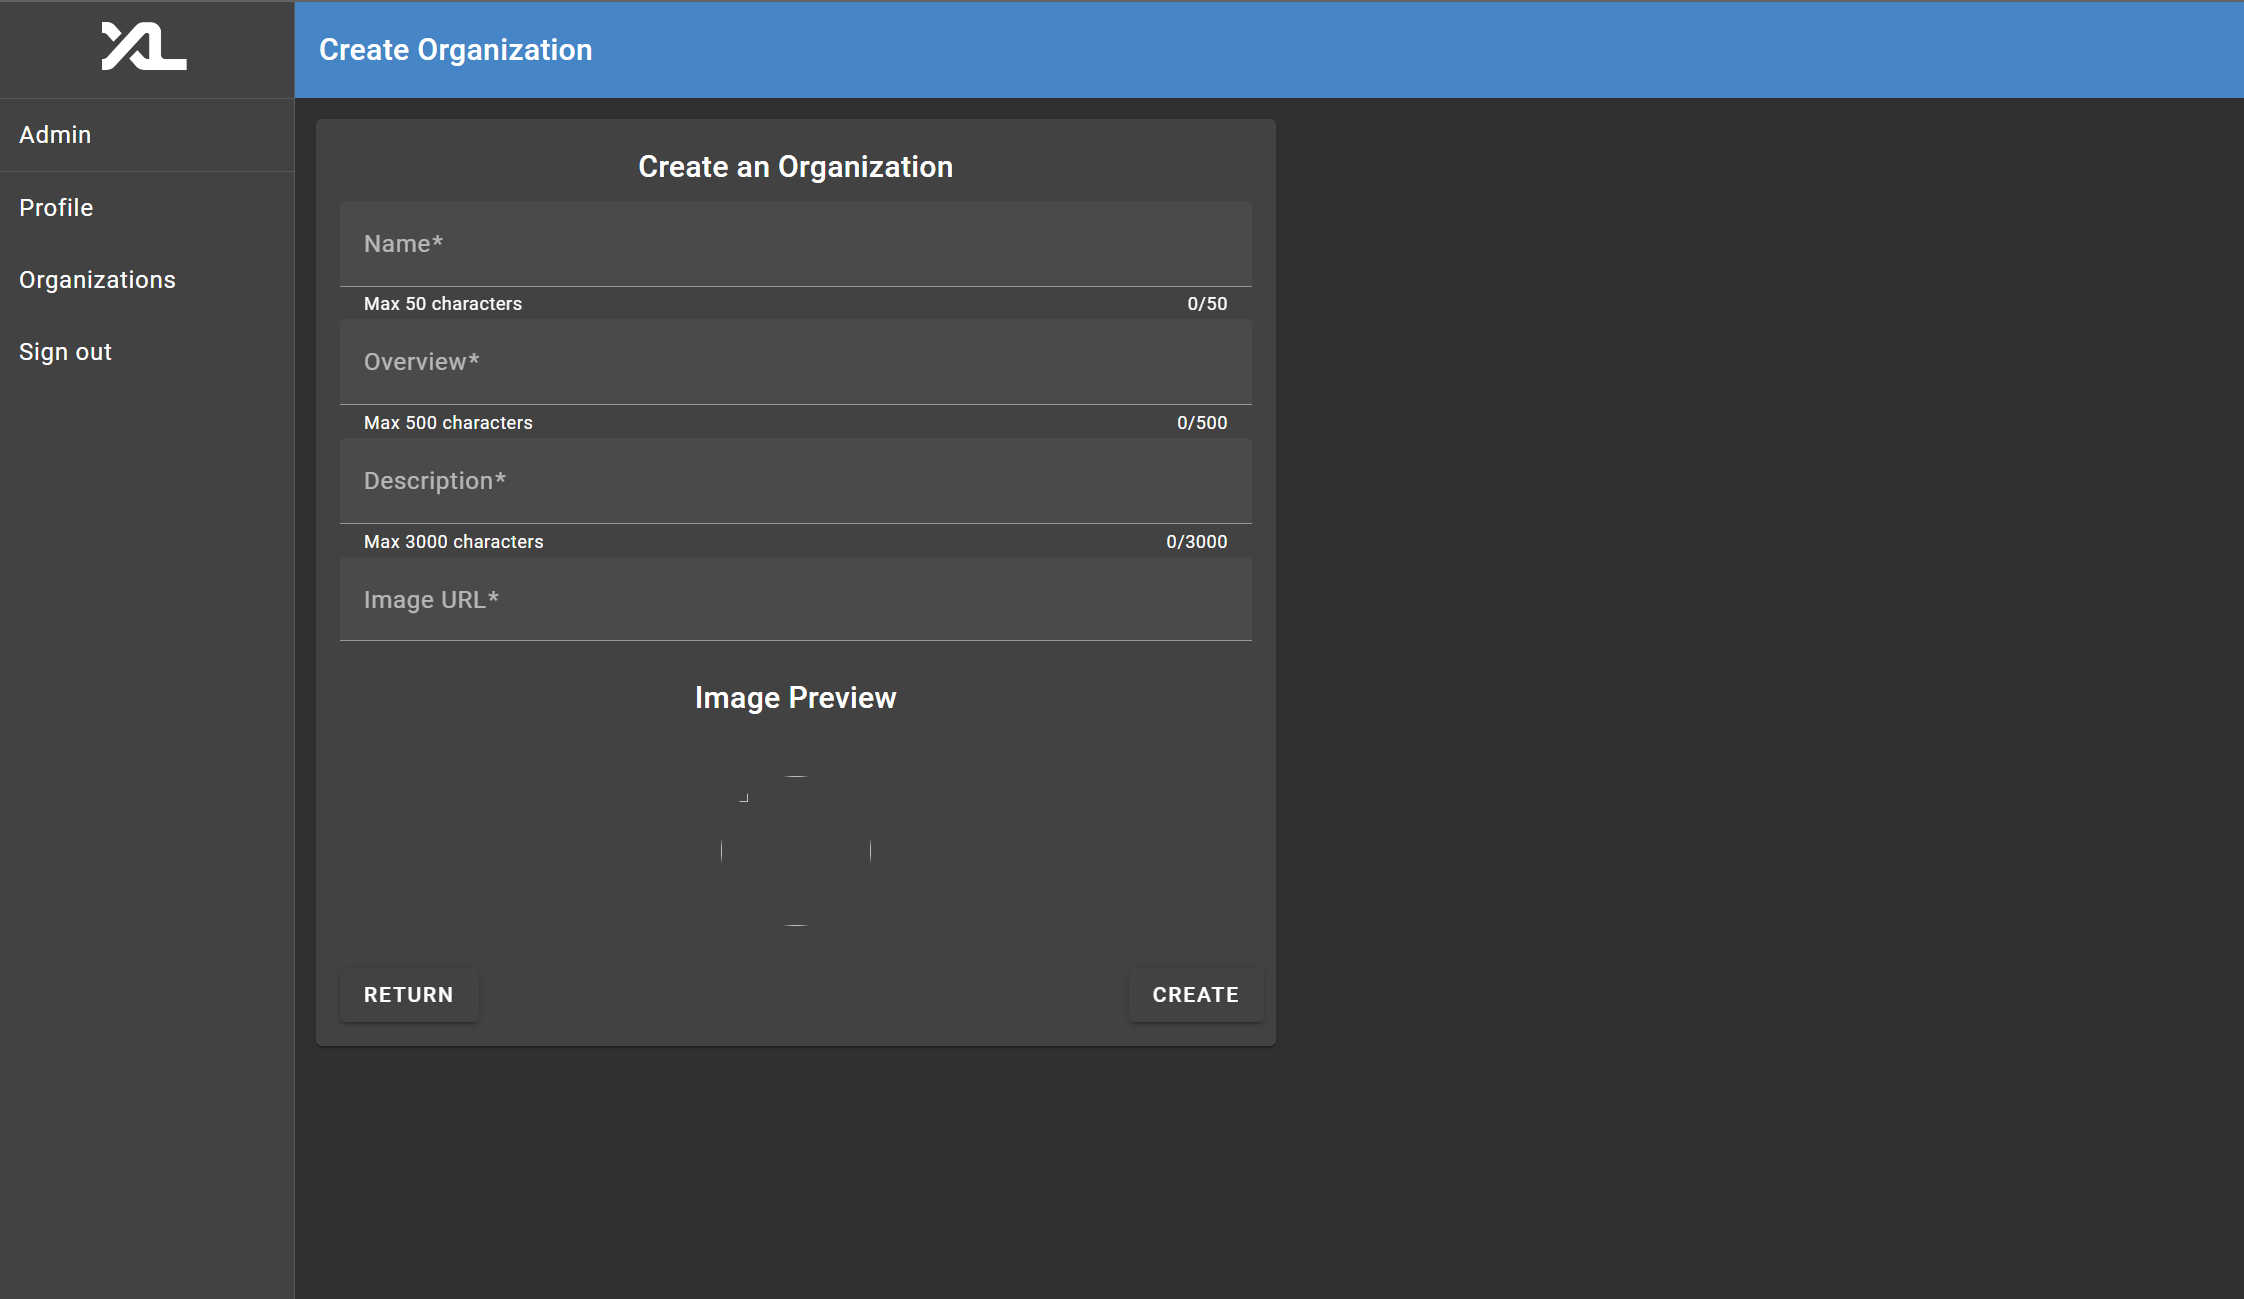 XL
Create Organization
Admin
Profile
Organizations
Sign out
Create an Organization
Name*
Max 50 characters 0/50
Overview*
Max 500 characters 0/500
Description*
Max 3000 characters 0/3000
Image URL*
Image Preview
RETURN CREATE